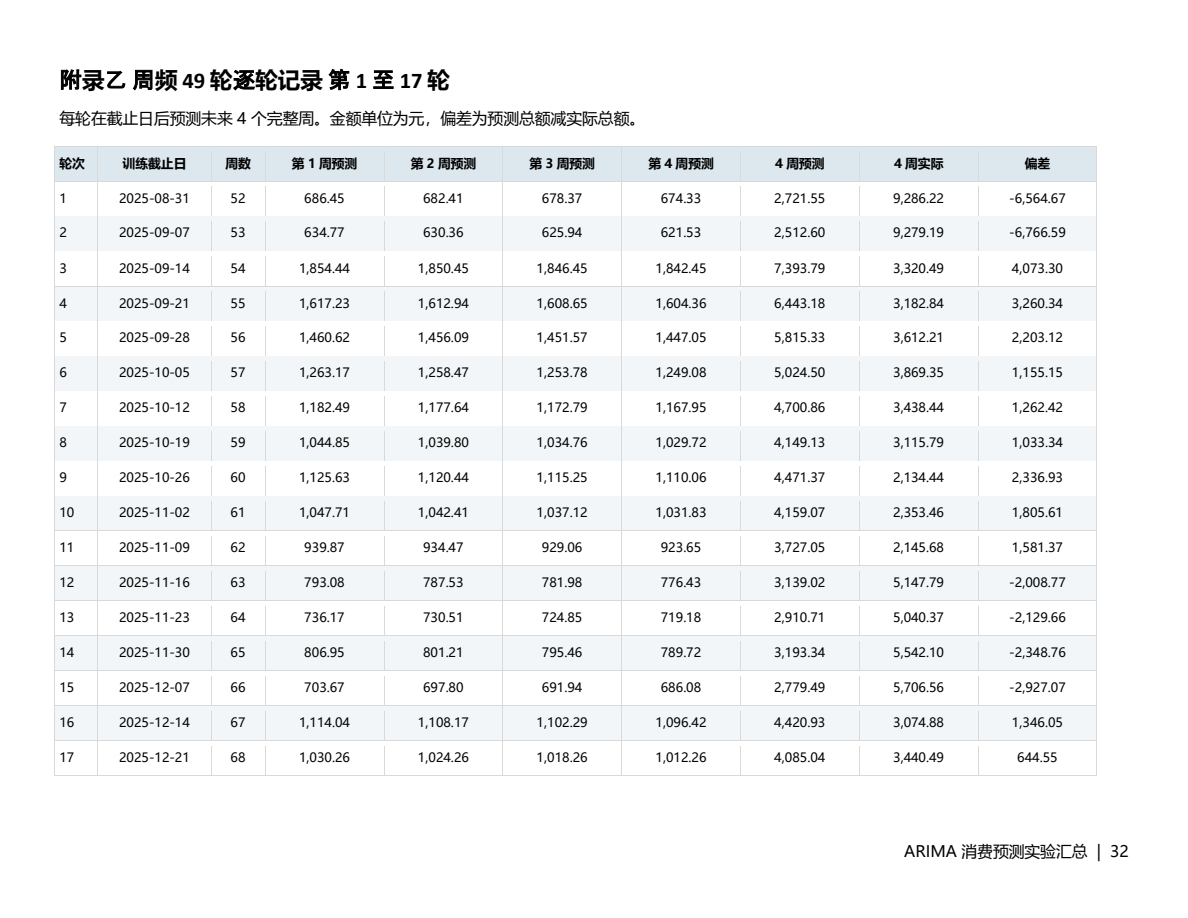 附录乙 周频 49 轮逐轮记录 第 1 至 17 轮
每轮在截止日后预测未来 4 个完整周。金额单位为元，偏差为预测总额减实际总额。
轮次 训练截止日 周数 第 1 周预测 第 2 周预测 第 3 周预测 第 4 周预测 4 周预测 4 周实际 偏差
1 2025-08-31 52 686.45 682.41 678.37 674.33 2,721.55 9,286.22 -6,564.67
2 2025-09-07 53 634.77 630.36 625.94 621.53 2,512.60 9,279.19 -6,766.59
3 2025-09-14 54 1,854.44 1,850.45 1,846.45 1,842.45 7,393.79 3,320.49 4,073.30
4 2025-09-21 55 1,617.23 1,612.94 1,608.65 1,604.36 6,443.18 3,182.84 3,260.34
5 2025-09-28 56 1,460.62 1,456.09 1,451.57 1,447.05 5,815.33 3,612.21 2,203.12
6 2025-10-05 57 1,263.17 1,258.47 1,253.78 1,249.08 5,024.50 3,869.35 1,155.15
7 2025-10-12 58 1,182.49 1,177.64 1,172.79 1,167.95 4,700.86 3,438.44 1,262.42
8 2025-10-19 59 1,044.85 1,039.80 1,034.76 1,029.72 4,149.13 3,115.79 1,033.34
9 2025-10-26 60 1,125.63 1,120.44 1,115.25 1,110.06 4,471.37 2,134.44 2,336.93
10 2025-11-02 61 1,047.71 1,042.41 1,037.12 1,031.83 4,159.07 2,353.46 1,805.61
11 2025-11-09 62 939.87 934.47 929.06 923.65 3,727.05 2,145.68 1,581.37
12 2025-11-16 63 793.08 787.53 781.98 776.43 3,139.02 5,147.79 -2,008.77
13 2025-11-23 64 736.17 730.51 724.85 719.18 2,910.71 5,040.37 -2,129.66
14 2025-11-30 65 806.95 801.21 795.46 789.72 3,193.34 5,542.10 -2,348.76
15 2025-12-07 66 703.67 697.80 691.94 686.08 2,779.49 5,706.56 -2,927.07
16 2025-12-14 67 1,114.04 1,108.17 1,102.29 1,096.42 4,420.93 3,074.88 1,346.05
17 2025-12-21 68 1,030.26 1,024.26 1,018.26 1,012.26 4,085.04 3,440.49 644.55
ARIMA 消费预测实验汇总 | 32